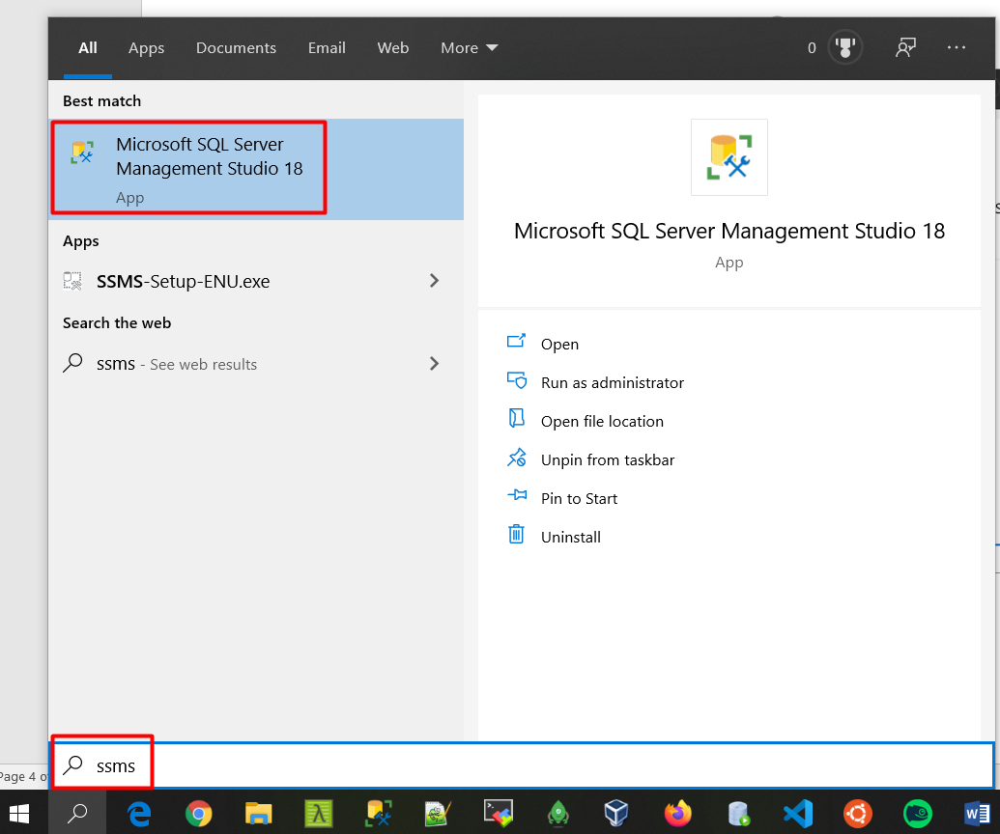 All Apps Documents Email Web More 0 ...
Best match
Microsoft SQL Server
Management Studio 18
App
Apps
SSMS-Setup-ENU.exe
Search the web
ssms - See web results
Microsoft SQL Server Management Studio 18
App
Open
Run as administrator
Open file location
Unpin from taskbar
Pin to Start
Uninstall
ssms
Page 4 o